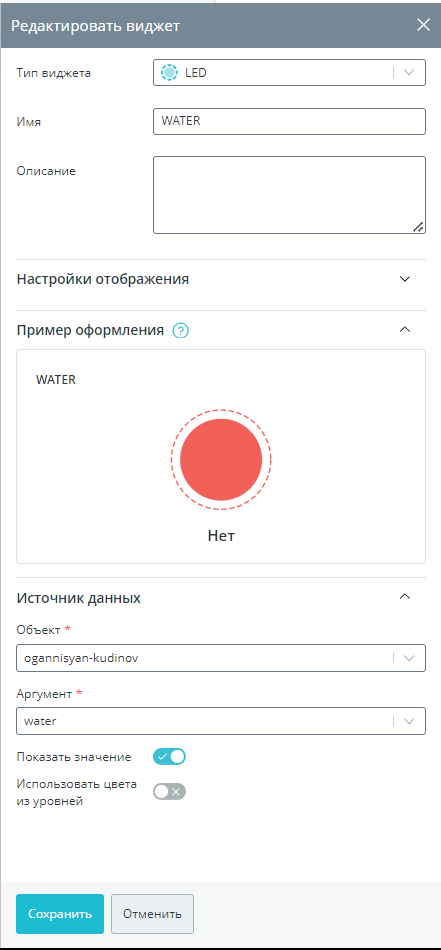 Редактировать виджет
Тип виджета
LED
Имя
WATER
Описание
Настройки отображения
Пример оформления ?
WATER
Нет
Источник данных
Объект *
ogannisyan-kudinov
Аргумент *
water
Показать значение
Использовать цвета
из уровней
Сохранить
Отменить